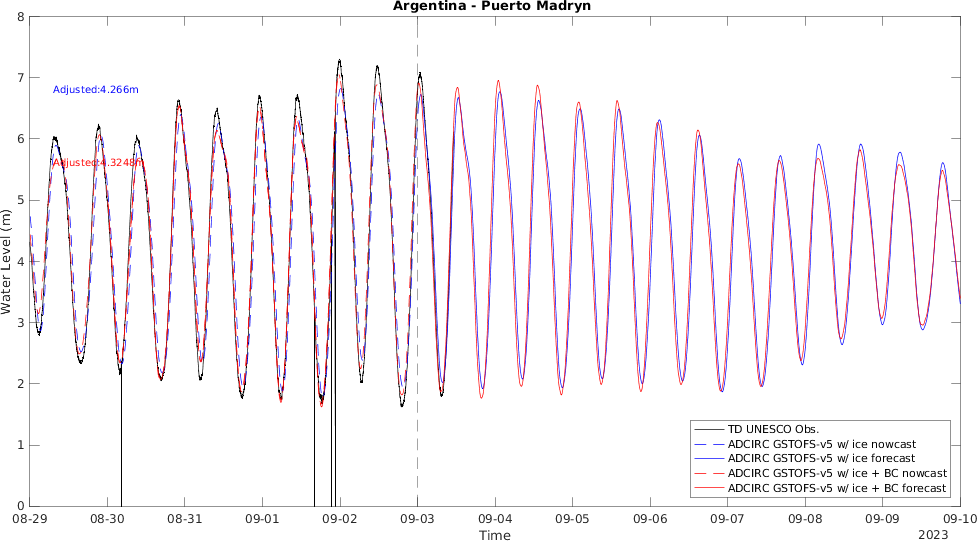 Argentina - Puerto Madryn
8
7
6
5
4
3
2
1
0
Water Level (m)
Adjusted:4.266m
Adjusted:4.3248m
TD UNESCO Obs.
ADCIRC GSTOFS-v5 w/ ice nowcast
ADCIRC GSTOFS-v5 w/ ice forecast
ADCIRC GSTOFS-v5 w/ ice + BC nowcast
ADCIRC GSTOFS-v5 w/ ice + BC forecast
08-29 08-30 08-31 09-01 09-02 09-03 09-04 09-05 09-06 09-07 09-08 09-09 09-10
Time
2023